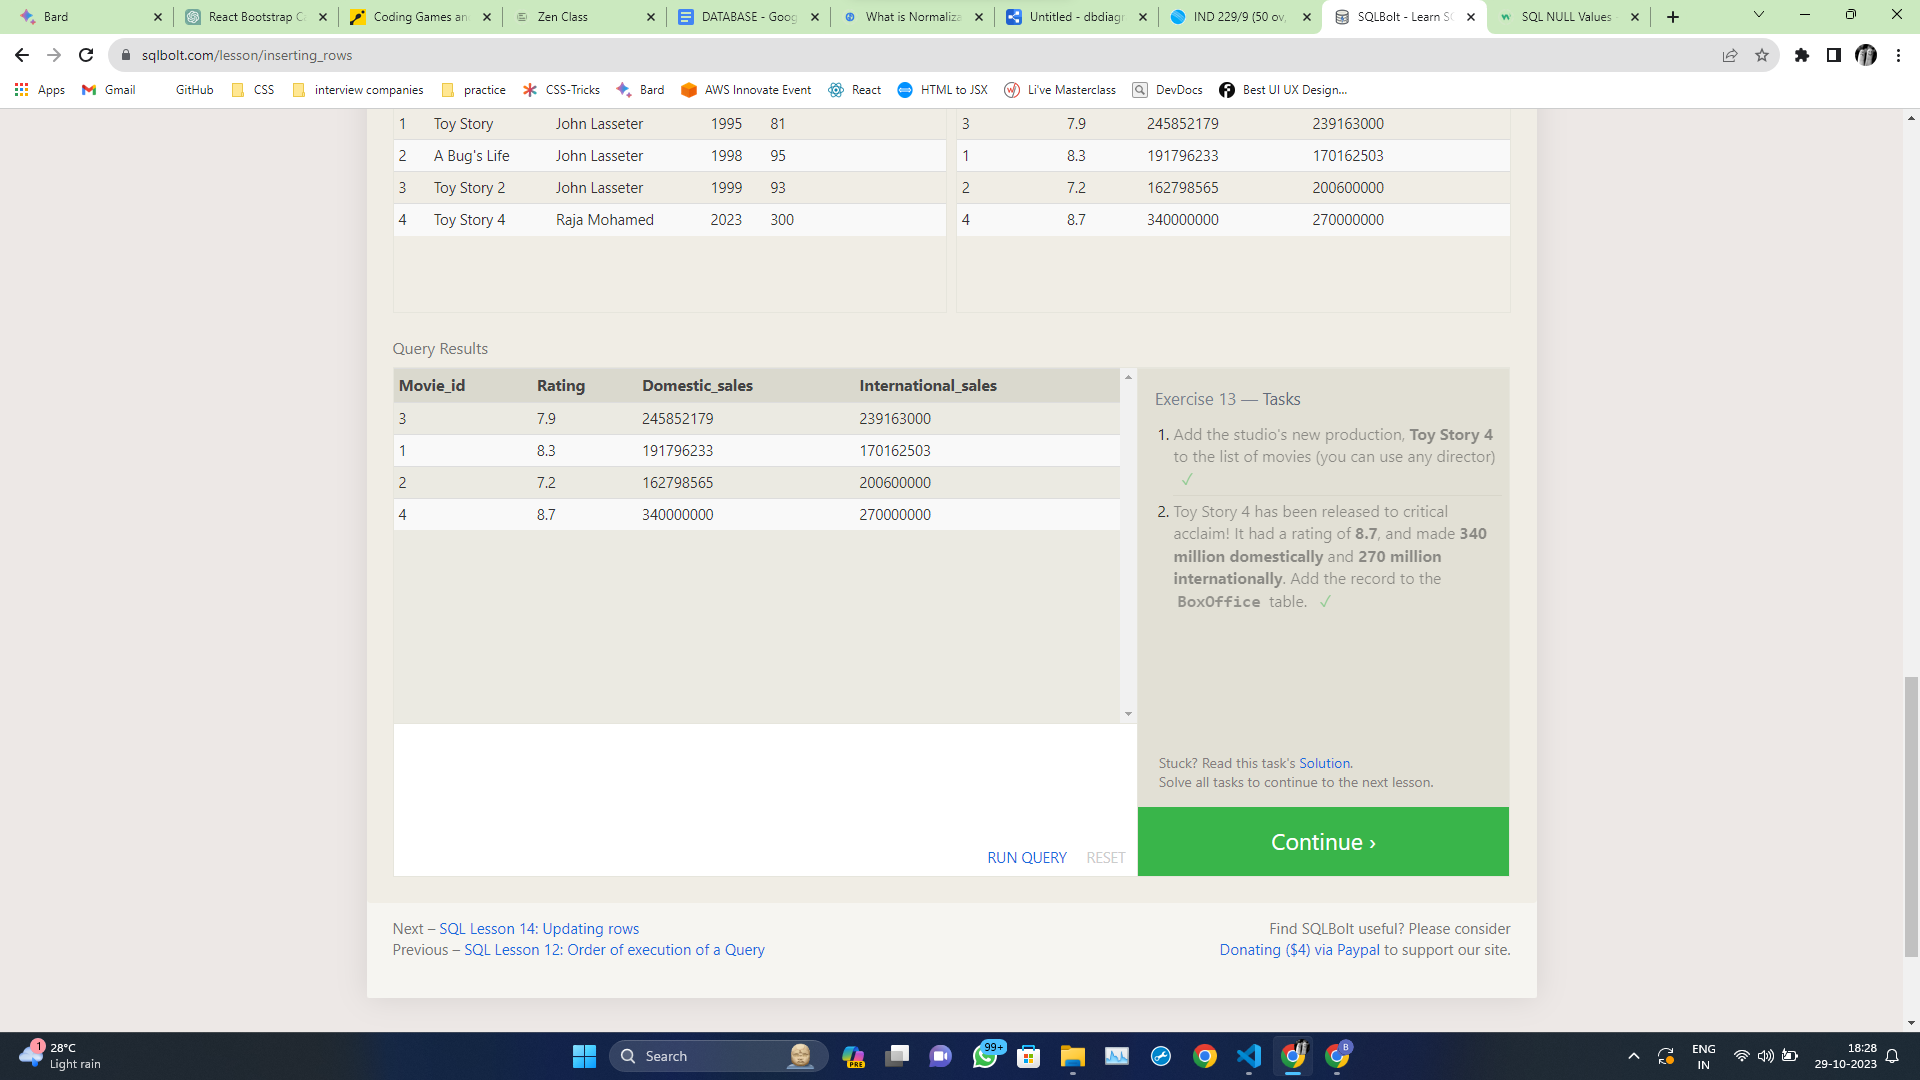 Bard
React Bootstrap C
Coding Games an
Zen Class
DATABASE - Goog
What is Normaliza
Untitled - dbdiagr
IND 229/9 (50 ov,
SQLBolt - Learn SQ
SQL NULL Values
sqlbolt.com/lesson/inserting_rows
Apps
Gmail
GitHub
CSS
interview companies
practice
CSS-Tricks
Bard
AWS Innovate Event
React
HTML to JSX
Li've Masterclass
DevDocs
Best UI UX Design...
1 Toy Story John Lasseter 1995 81
2 A Bug's Life John Lasseter 1998 95
3 Toy Story 2 John Lasseter 1999 93
4 Toy Story 4 Raja Mohamed 2023 300
3 7.9 245852179 239163000
1 8.3 191796233 170162503
2 7.2 162798565 200600000
4 8.7 340000000 270000000
Query Results
Movie_id Rating Domestic_sales International_sales
3 7.9 245852179 239163000
1 8.3 191796233 170162503
2 7.2 162798565 200600000
4 8.7 340000000 270000000
Exercise 13 — Tasks
1. Add the studio's new production, Toy Story 4
to the list of movies (you can use any director)
✓
2. Toy Story 4 has been released to critical
acclaim! It had a rating of 8.7, and made 340
million domestically and 270 million
internationally. Add the record to the
BoxOffice table. ✓
Stuck? Read this task's Solution.
Solve all tasks to continue to the next lesson.
RUN QUERY RESET
Continue ›
Next – SQL Lesson 14: Updating rows
Previous – SQL Lesson 12: Order of execution of a Query
Find SQLBolt useful? Please consider
Donating ($4) via Paypal to support our site.
1
28°C
Light rain
Search
PRE
99+
B
ENG
IN
18:28
29-10-2023